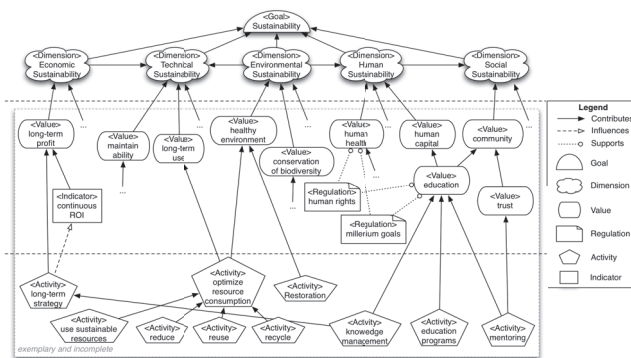 <Goal>
Sustainability
<Dimension>
Economic
Sustainability
<Dimension>
Technical
Sustainability
<Dimension>
Environmental
Sustainability
<Dimension>
Human
Sustainability
<Dimension>
Social
Sustainability
<Value>
long-term
profit
...
<Value>
maintain
ability
...
<Value>
long-term
use
...
<Value>
healthy
environment
...
<Value>
conservation
of biodiversity
...
<Value>
human
health
...
<Value>
human
capital
<Value>
community
...
<Indicator>
continuous
ROI
<Regulation>
human rights
<Regulation>
millerium goals
<Value>
education
<Value>
trust
<Activity>
long-term
strategy
<Activity>
optimize
resource
consumption
<Activity>
Restoration
<Activity>
use sustainable
resources
<Activity>
reduce
<Activity>
reuse
<Activity>
recycle
<Activity>
knowedge
management
<Activity>
education
programs
<Activity>
mentoring
exemplary and incomplete
Legend
Contributes
Influences
Supports
Goal
Dimension
Value
Regulation
Activity
Indicator